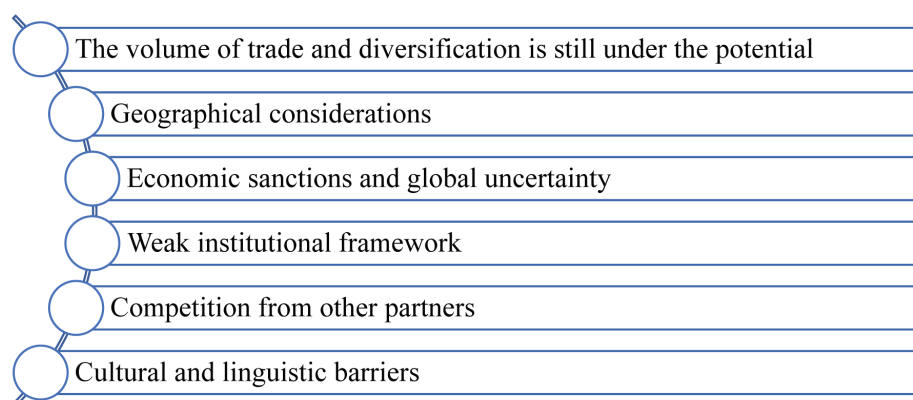 The volume of trade and diversification is still under the potential
Geographical considerations
Economic sanctions and global uncertainty
Weak institutional framework
Competition from other partners
Cultural and linguistic barriers